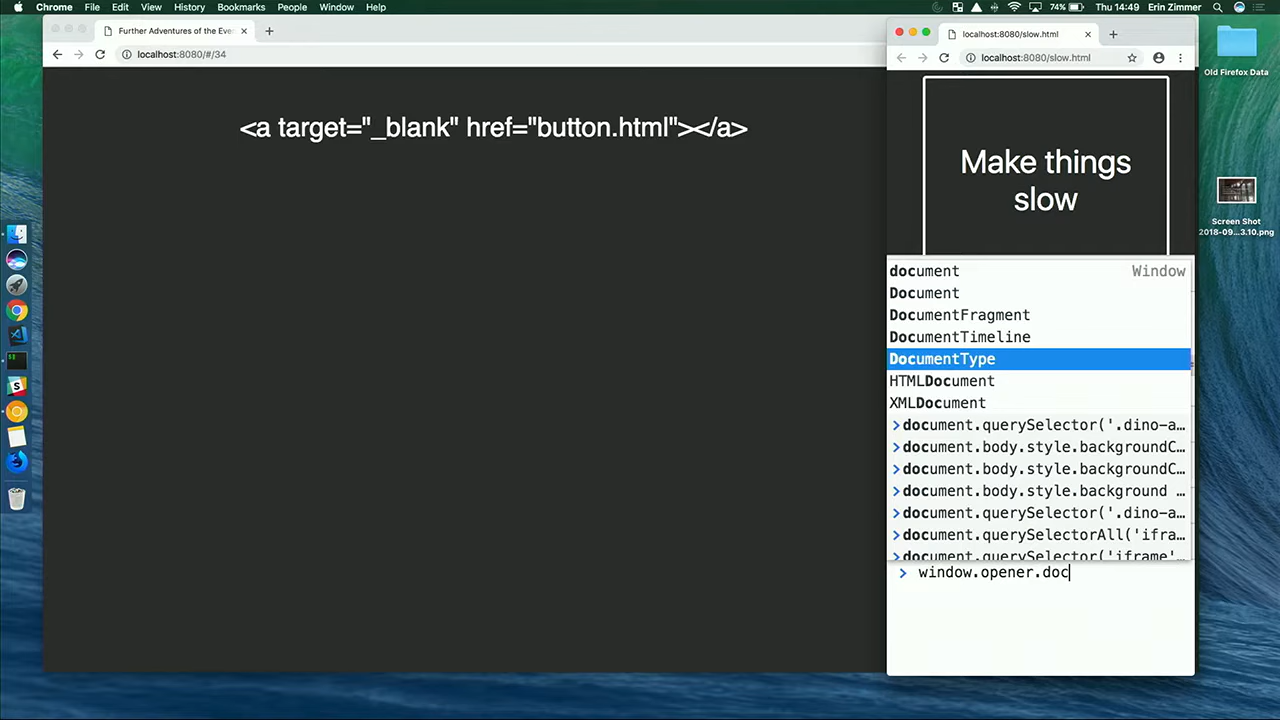 Chrome File Edit View History Bookmarks People Window Help 74% Thu 14:49 Erin Zimmer
Further Adventures of the Eve
localhost:8080/#/34
<a target="_blank" href="button.html"></a>
localhost:8080/slow.html
localhost:8080/slow.html
Make things
slow
document Window
Document
DocumentFragment
DocumentTimeline
DocumentType
HTMLDocument
XMLDocument
>document.querySelector('.dino-a…
>document.body.style.backgroundC…
>document.body.style.backgroundC…
>document.body.style.background …
>document.querySelector('.dino-a…
>document.querySelectorAll('ifra…
>document.querySelector('iframe'…
> window.opener.doc
Old Firefox Data
Screen Shot
2018-09...3.10.png